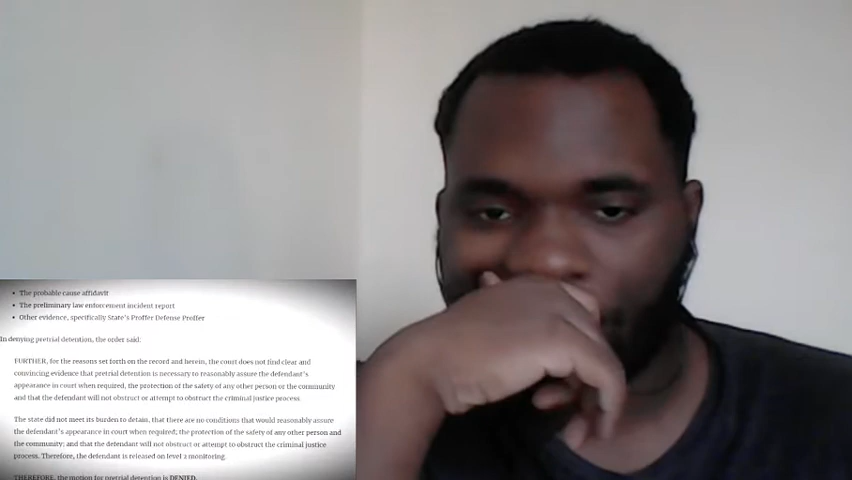 • The probable cause affidavit
• The preliminary law enforcement incident report
• Other evidence, specifically State's Proffer Defense Proffer
In denying pretrial detention, the order said:
FURTHER, for the reasons set forth on the record and herein, the court does not find clear and
convincing evidence that pretrial detention is necessary to reasonably assure the defendant's
appearance in court when required, the protection of the safety of any other person or the community
and that the defendant will not obstruct or attempt to obstruct the criminal justice process.
The state did not meet its burden to detain, that there are no conditions that would reasonably assure
the defendant's appearance in court when required; the protection of the safety of any other person and
the community; and that the defendant will not obstruct or attempt to obstruct the criminal justice
process. Therefore, the defendant is released on level 2 monitoring
THEREFORE, the motion for pretrial detention is DENIED.